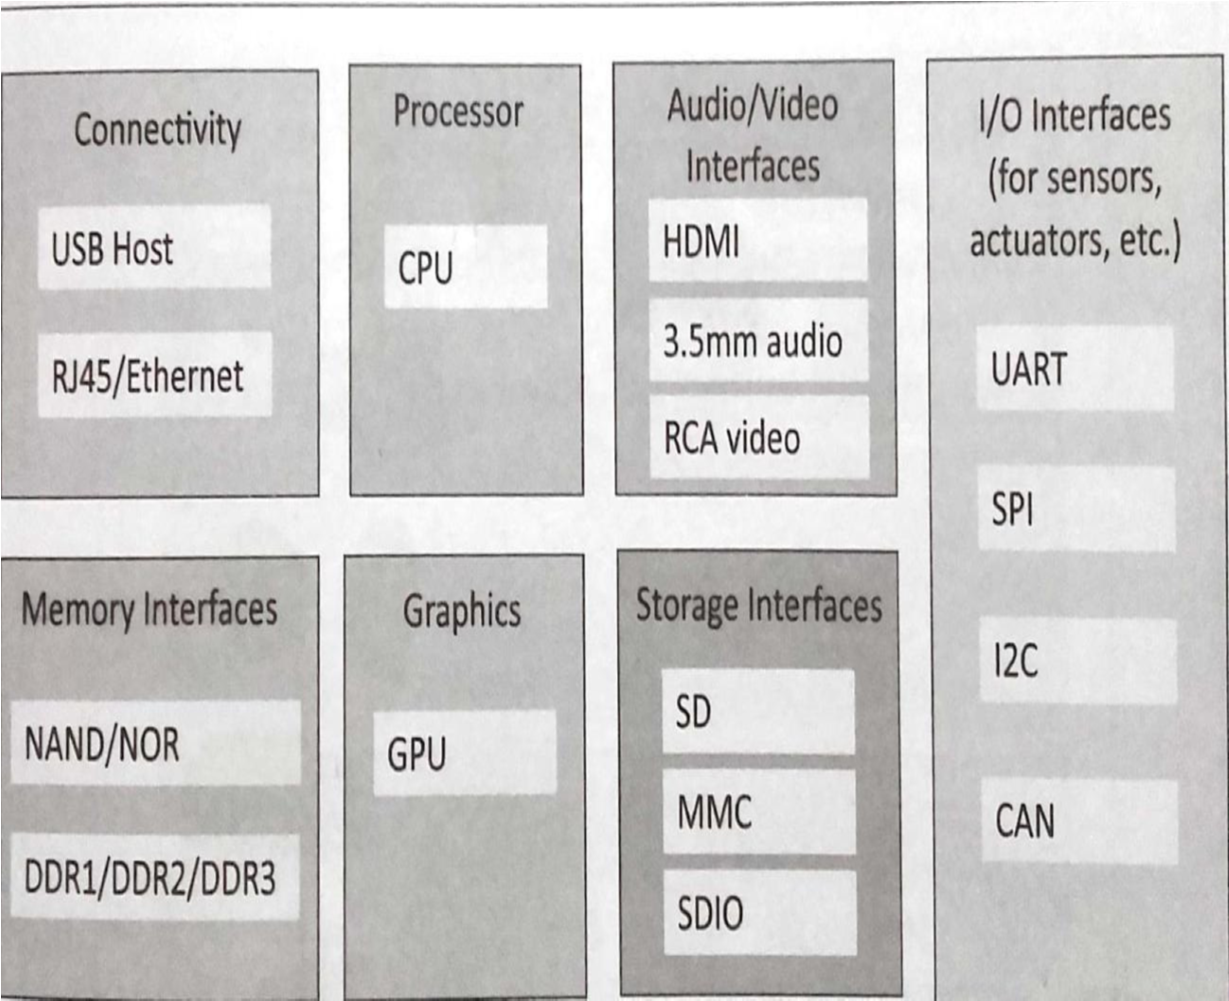 Connectivity
USB Host
RJ45/Ethernet
Processor
CPU
Audio/Video
Interfaces
HDMI
3.5mm audio
RCA video
I/O Interfaces
(for sensors,
actuators, etc.)
UART
SPI
I2C
CAN
Memory Interfaces
NAND/NOR
DDR1/DDR2/DDR3
Graphics
GPU
Storage Interfaces
SD
MMC
SDIO